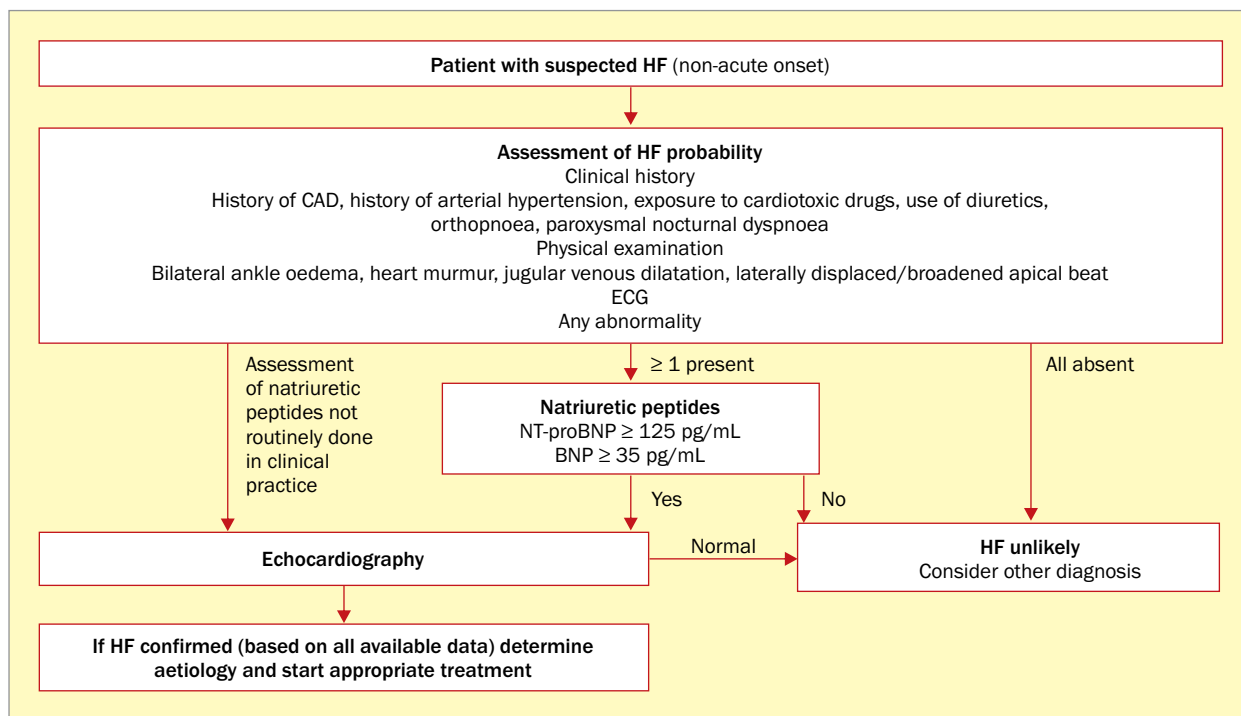 Patient with suspected HF (non-acute onset)
Assessment of HF probability
Clinical history
History of CAD, history of arterial hypertension, exposure to cardiotoxic drugs, use of diuretics,
orthopnoea, paroxysmal nocturnal dyspnoea
Physical examination
Bilateral ankle oedema, heart murmur, jugular venous dilatation, laterally displaced/broadened apical beat
ECG
Any abnormality
Assessment
of natriuretic
peptides not
routinely done
in clinical
practice
≥ 1 present
All absent
Natriuretic peptides
NT-proBNP ≥ 125 pg/mL
BNP ≥ 35 pg/mL
Yes
No
Echocardiography
Normal
HF unlikely
Consider other diagnosis
If HF confirmed (based on all available data) determine
aetiology and start appropriate treatment